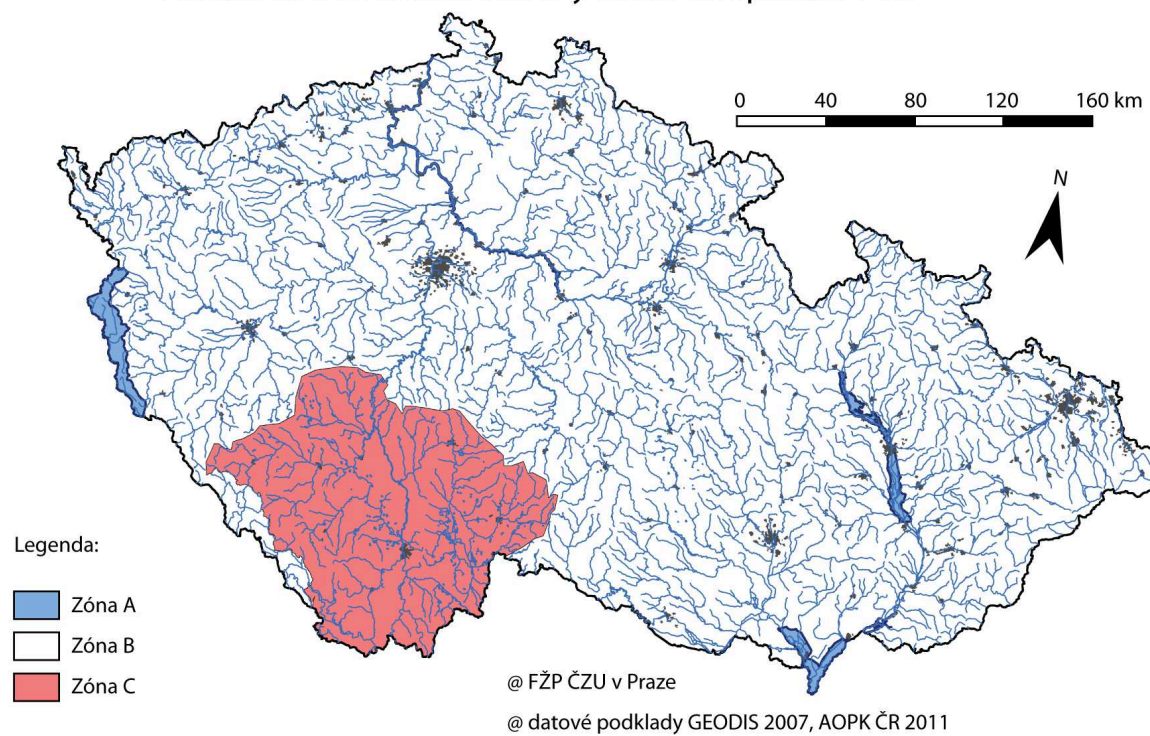 0 40 80 120 160 km
N
Legenda:
Zóna A
Zóna B
Zóna C
@ FŽP ČZU v Praze
@ datové podklady GEODIS 2007, AOPK ČR 2011